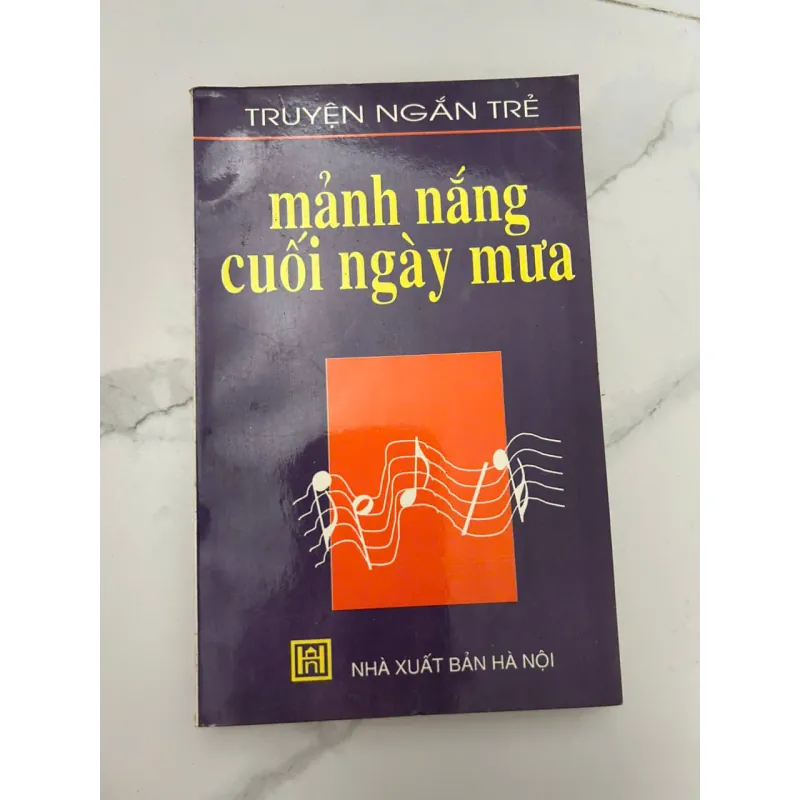 TRUYỆN NGẮN TRẺ
mảnh nắng
cuối ngày mưa
NHÀ XUẤT BẢN HÀ NỘI